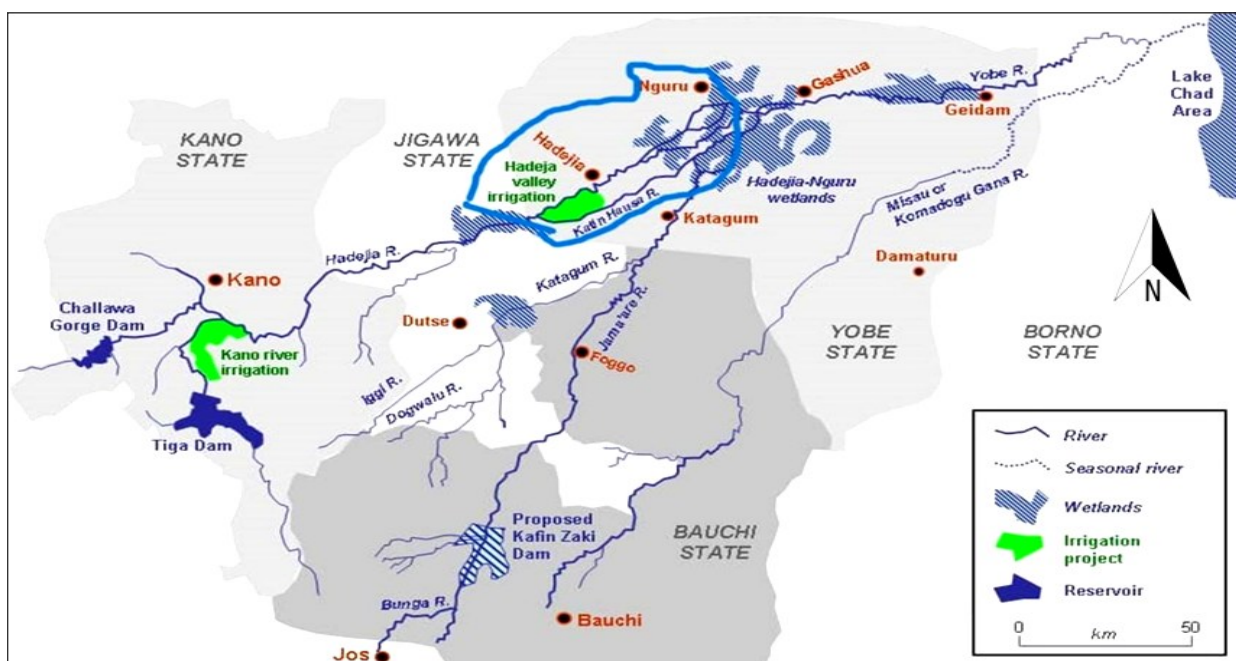 Nguru
Gashua
Yobe R.
Geidam
Lake
Chad
Area
KANO
STATE
JIGAWA
STATE
Hadejia
Hadeja
valley
irrigation
Kafin Hausa R.
Hadejia-Nguru
wetlands
Misau or
Komadogu Gana R.
Katagum
Hadejia R.
Kano
Katagum R.
Damaturu
N
Challawa
Gorge Dam
Dutse
Jama'are R.
YOBE
STATE
BORNO
STATE
Kano river
irrigation
Foggo
Iggi R.
Dogwalu R.
Tiga Dam
River
Seasonal river
Wetlands
Irrigation
project
Reservoir
0 50
km
Proposed
Kafin Zaki
Dam
BAUCHI
STATE
Bunga R.
Bauchi
Jos